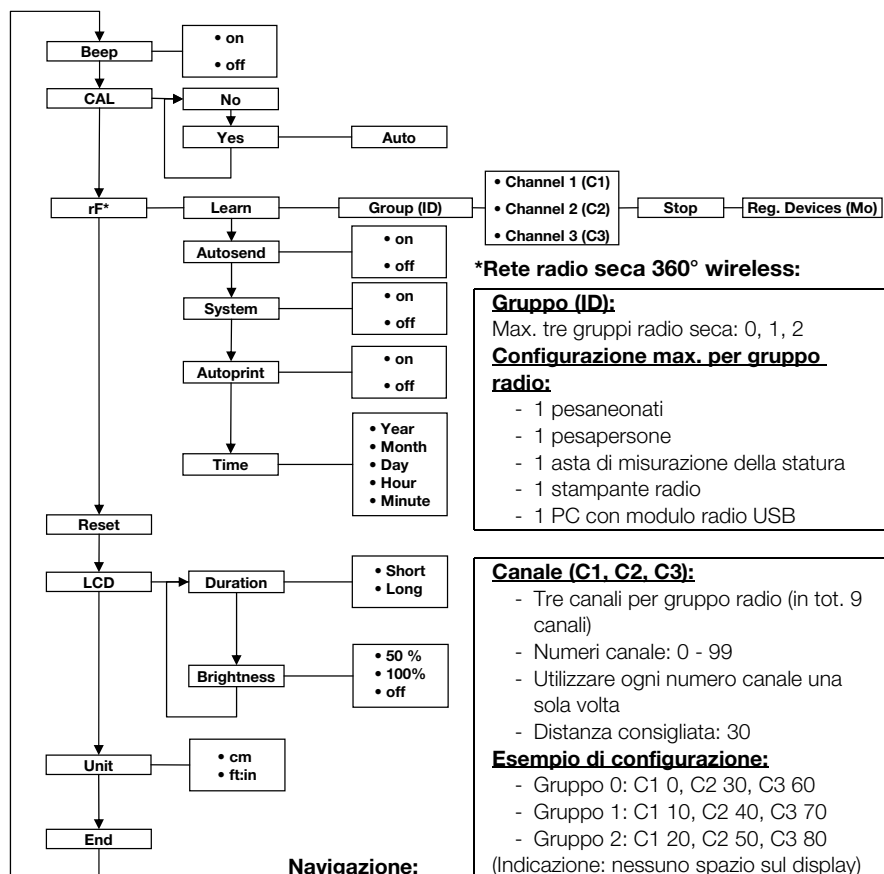 Beep
• on
• off
CAL
No
Yes
Auto
rF*
Learn
Group (ID)
• Channel 1 (C1)
• Channel 2 (C2)
• Channel 3 (C3)
Stop
Reg. Devices (Mo)
Autosend
• on
• off
System
• on
• off
Autoprint
• on
• off
Time
• Year
• Month
• Day
• Hour
• Minute
Reset
LCD
Duration
• Short
• Long
Brightness
• 50 %
• 100%
• off
Unit
• cm
• ft:in
End
*Rete radio seca 360° wireless:
Gruppo (ID):
Max. tre gruppi radio seca: 0, 1, 2
Configurazione max. per gruppo
radio:
- 1 pesaneonati
- 1 pesapersone
- 1 asta di misurazione della statura
- 1 stampante radio
- 1 PC con modulo radio USB
Canale (C1, C2, C3):
- Tre canali per gruppo radio (in tot. 9
canali)
- Numeri canale: 0 - 99
- Utilizzare ogni numero canale una
sola volta
- Distanza consigliata: 30
Esempio di configurazione:
- Gruppo 0: C1 0, C2 30, C3 60
- Gruppo 1: C1 10, C2 40, C3 70
- Gruppo 2: C1 20, C2 50, C3 80
(Indicazione: nessuno spazio sul display)
Navigazione: